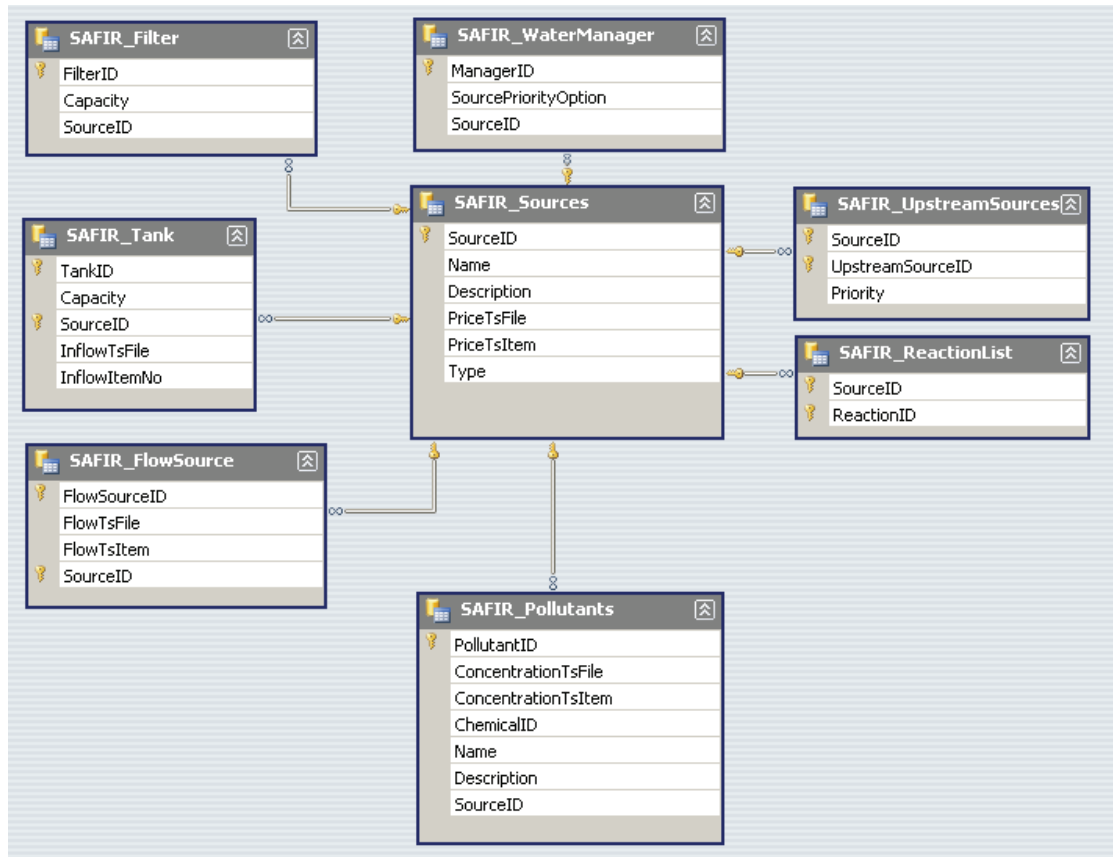 SAFIR_Filter
FilterID
Capacity
SourceID
SAFIR_WaterManager
ManagerID
SourcePriorityOption
SourceID
SAFIR_Tank
TankID
Capacity
SourceID
InflowTsFile
InflowItemNo
SAFIR_Sources
SourceID
Name
Description
PriceTsFile
PriceTsItem
Type
SAFIR_UpstreamSources
SourceID
UpstreamSourceID
Priority
SAFIR_ReactionList
SourceID
ReactionID
SAFIR_FlowSource
FlowSourceID
FlowTsFile
FlowTsItem
SourceID
SAFIR_Pollutants
PollutantID
ConcentrationTsFile
ConcentrationTsItem
ChemicalID
Name
Description
SourceID